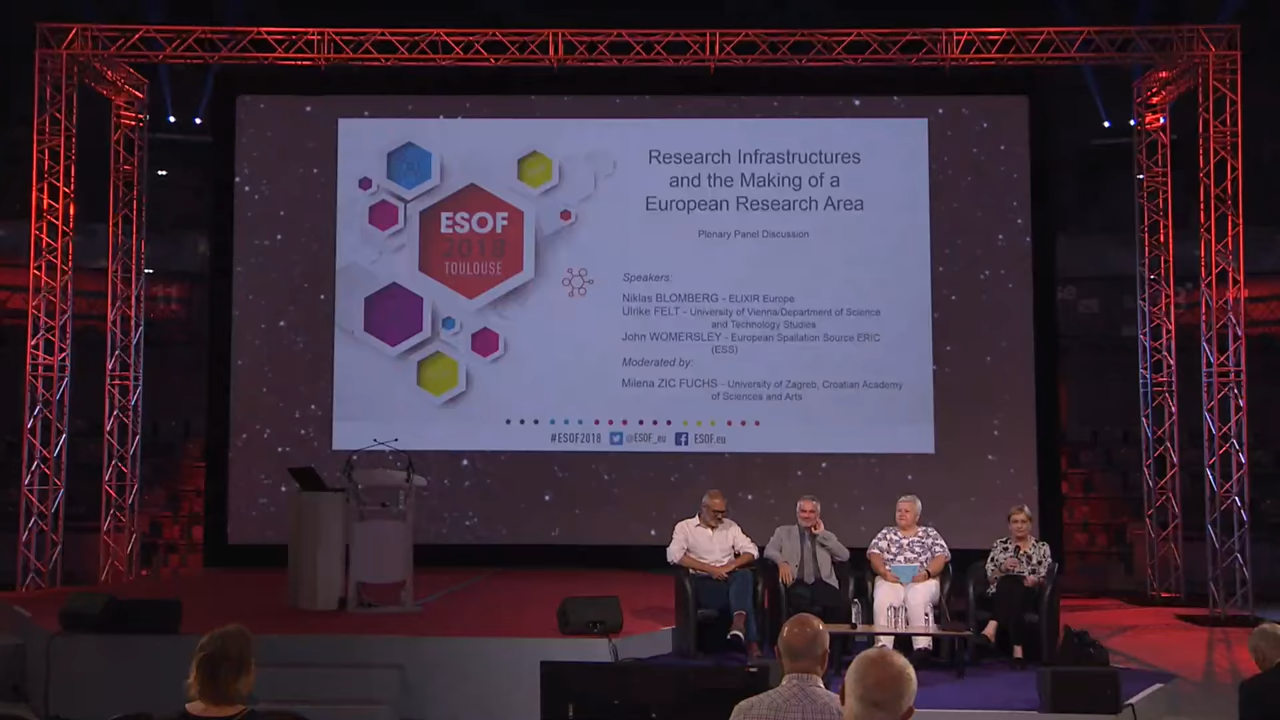 ESOF
2018
TOULOUSE
Research Infrastructures
and the Making of a
European Research Area
Plenary Panel Discussion
Speakers:
Niklas BLOMBERG - ELIXIR Europe
Ulrike FELT - University of Vienna/Department of Science
and Technology Studies
John WOMERSLEY - European Spallation Source ERIC
(ESS)
Moderated by:
Milena ZIC FUCHS - University of Zagreb, Croatian Academy
of Sciences and Arts
#ESOF2018 @ESOF_eu ESOF.eu